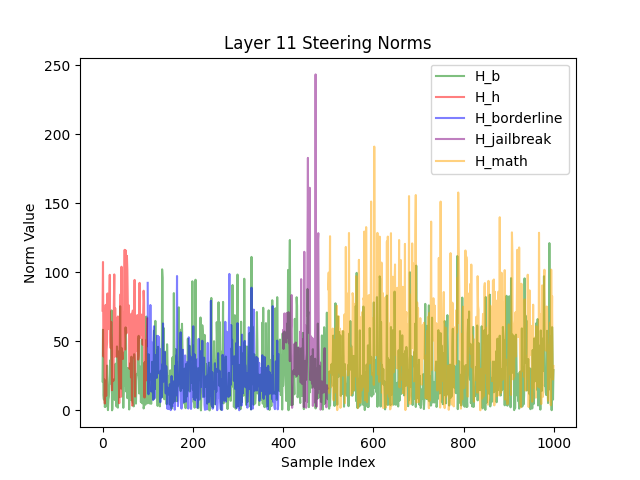 Layer 11 Steering Norms
250
200
150
100
50
0
Norm Value
H_b
H_h
H_borderline
H_jailbreak
H_math
0
200
400
600
800
1000
Sample Index